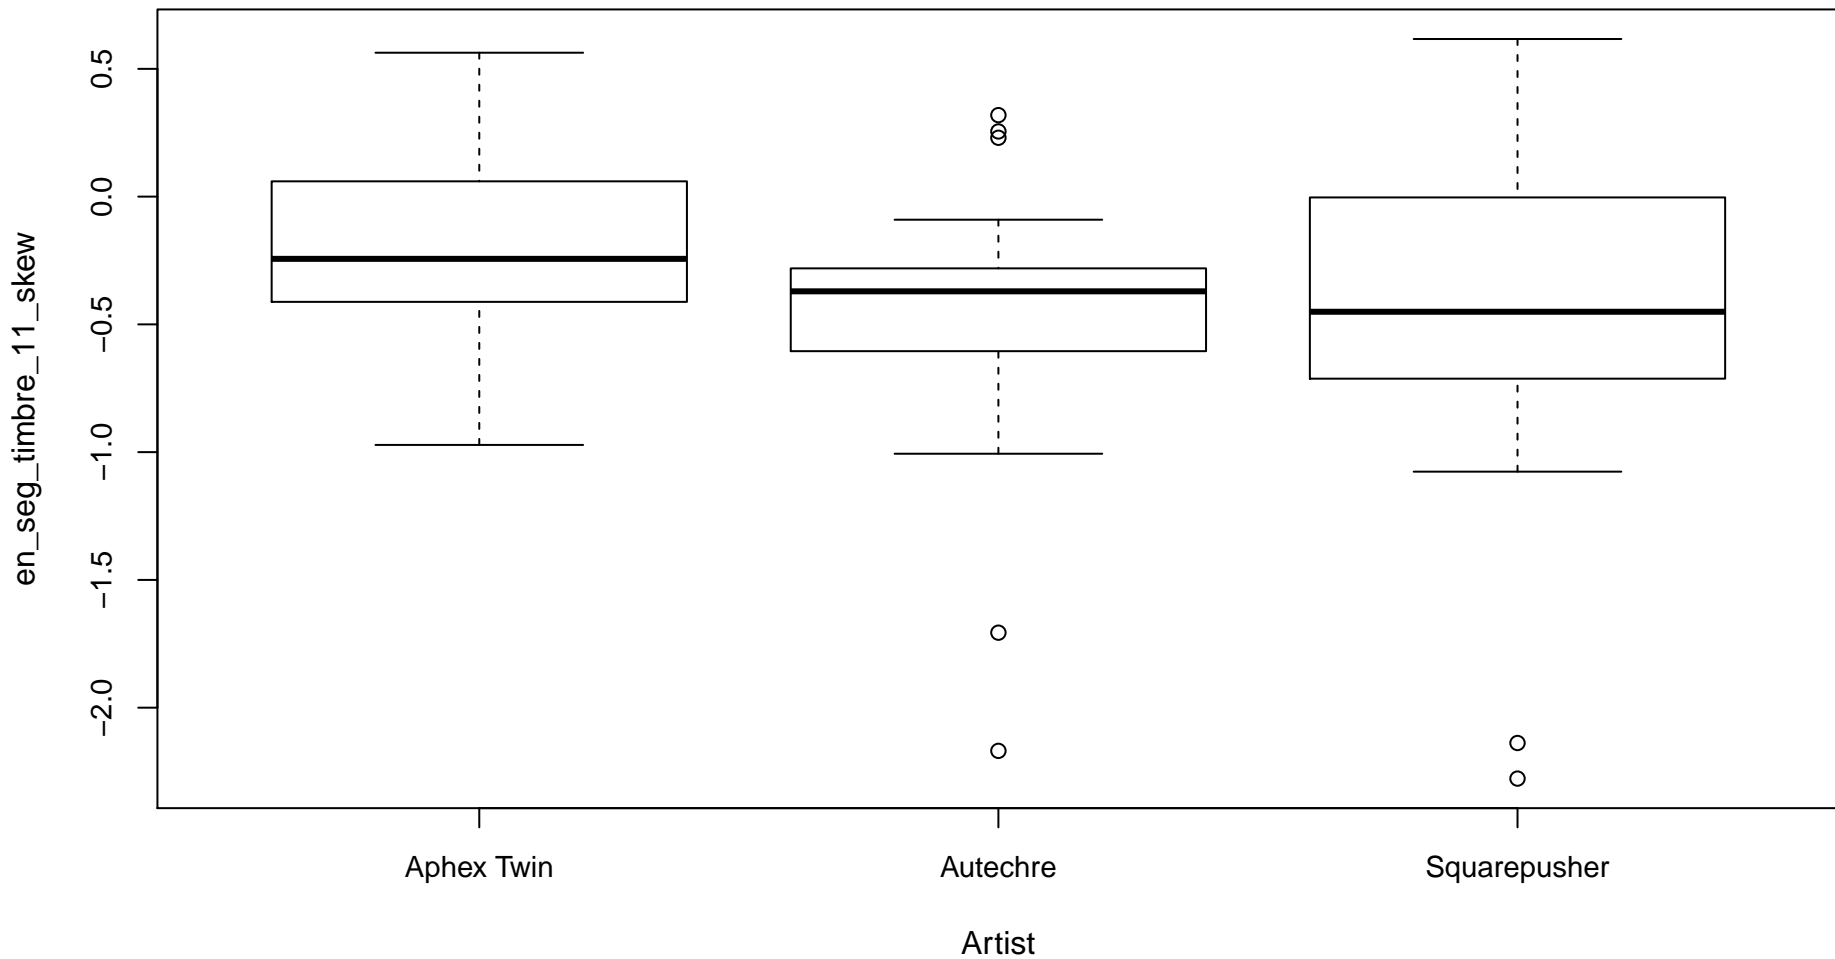 en_seg_timbre_11_skew
0.5
0.0
−0.5
−1.0
−1.5
−2.0
Aphex Twin
Autechre
Squarepusher
Artist